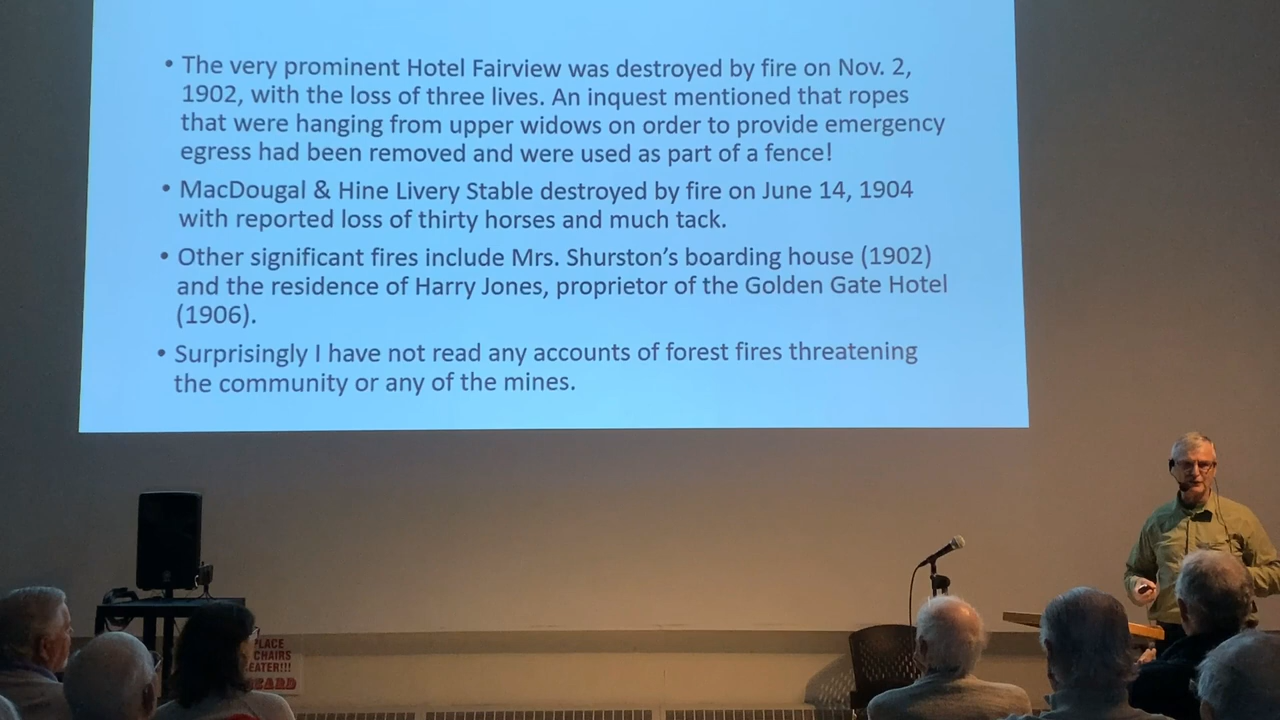 • The very prominent Hotel Fairview was destroyed by fire on Nov. 2,
1902, with the loss of three lives. An inquest mentioned that ropes
that were hanging from upper widows on order to provide emergency
egress had been removed and were used as part of a fence!
• MacDougal & Hine Livery Stable destroyed by fire on June 14, 1904
with reported loss of thirty horses and much tack.
• Other significant fires include Mrs. Shurston's boarding house (1902)
and the residence of Harry Jones, proprietor of the Golden Gate Hotel
(1906).
• Surprisingly I have not read any accounts of forest fires threatening
the community or any of the mines.
PLACE
CHAIRS